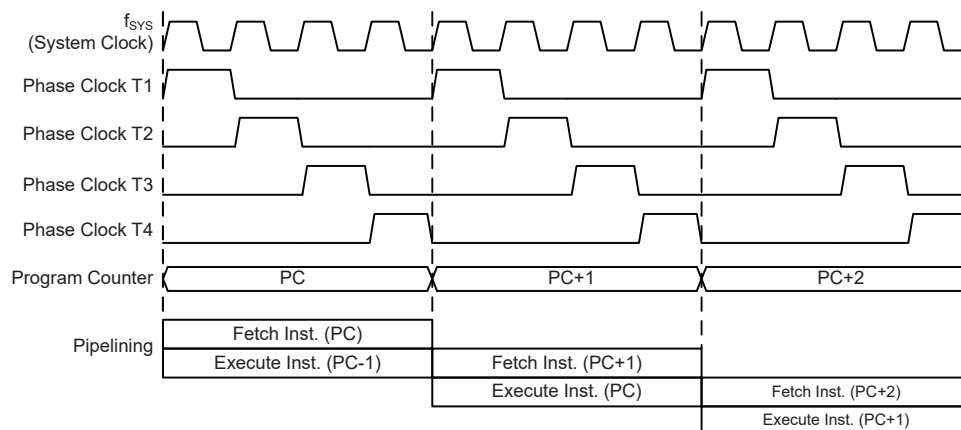 fSYS
(System Clock)
Phase Clock T1
Phase Clock T2
Phase Clock T3
Phase Clock T4
Program Counter PC PC+1 PC+2
Pipelining
Fetch Inst. (PC)
Execute Inst. (PC-1) Fetch Inst. (PC+1)
Execute Inst. (PC) Fetch Inst. (PC+2)
Execute Inst. (PC+1)